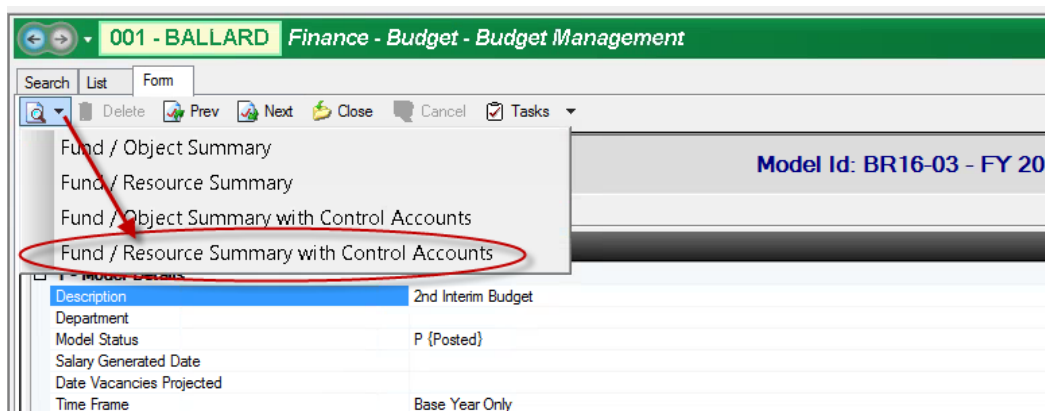 001 - BALLARD Finance - Budget - Budget Management
Search List Form
Delete Prev Next Close Cancel Tasks
Fund / Object Summary
Fund / Resource Summary
Model Id: BR16-03 - FY 20
Fund / Object Summary with Control Accounts
Fund / Resource Summary with Control Accounts
1 - Model Details
Description 2nd Interim Budget
Department
Model Status P {Posted}
Salary Generated Date
Date Vacancies Projected
Time Frame Base Year Only